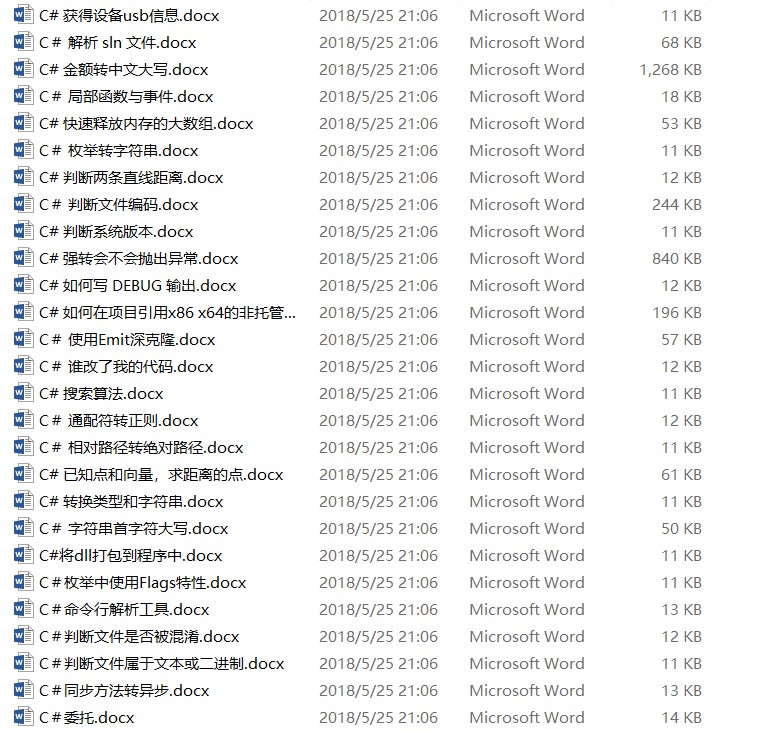 C# 获得设备usb信息.docx 2018/5/25 21:06 Microsoft Word 11 KB
C＃ 解析 sln 文件.docx 2018/5/25 21:06 Microsoft Word 68 KB
C# 金额转中文大写.docx 2018/5/25 21:06 Microsoft Word 1,268 KB
C＃ 局部函数与事件.docx 2018/5/25 21:06 Microsoft Word 18 KB
C# 快速释放内存的大数组.docx 2018/5/25 21:06 Microsoft Word 53 KB
C＃ 枚举转字符串.docx 2018/5/25 21:06 Microsoft Word 11 KB
C# 判断两条直线距离.docx 2018/5/25 21:06 Microsoft Word 12 KB
C＃ 判断文件编码.docx 2018/5/25 21:06 Microsoft Word 244 KB
C# 判断系统版本.docx 2018/5/25 21:06 Microsoft Word 11 KB
C# 强转会不会抛出异常.docx 2018/5/25 21:06 Microsoft Word 840 KB
C# 如何写 DEBUG 输出.docx 2018/5/25 21:06 Microsoft Word 12 KB
C# 如何在项目引用x86 x64的非托管... 2018/5/25 21:06 Microsoft Word 196 KB
C＃ 使用Emit深克隆.docx 2018/5/25 21:06 Microsoft Word 57 KB
C＃ 谁改了我的代码.docx 2018/5/25 21:06 Microsoft Word 12 KB
C# 搜索算法.docx 2018/5/25 21:06 Microsoft Word 11 KB
C＃ 通配符转正则.docx 2018/5/25 21:06 Microsoft Word 12 KB
C＃ 相对路径转绝对路径.docx 2018/5/25 21:06 Microsoft Word 11 KB
C# 已知点和向量，求距离的点.docx 2018/5/25 21:06 Microsoft Word 61 KB
C# 转换类型和字符串.docx 2018/5/25 21:06 Microsoft Word 11 KB
C＃ 字符串首字符大写.docx 2018/5/25 21:06 Microsoft Word 50 KB
C#将dll打包到程序中.docx 2018/5/25 21:06 Microsoft Word 11 KB
C＃枚举中使用Flags特性.docx 2018/5/25 21:06 Microsoft Word 11 KB
C＃命令行解析工具.docx 2018/5/25 21:06 Microsoft Word 13 KB
C＃判断文件是否被混淆.docx 2018/5/25 21:06 Microsoft Word 12 KB
C＃判断文件属于文本或二进制.docx 2018/5/25 21:06 Microsoft Word 11 KB
C＃同步方法转异步.docx 2018/5/25 21:06 Microsoft Word 13 KB
C＃委托.docx 2018/5/25 21:06 Microsoft Word 14 KB